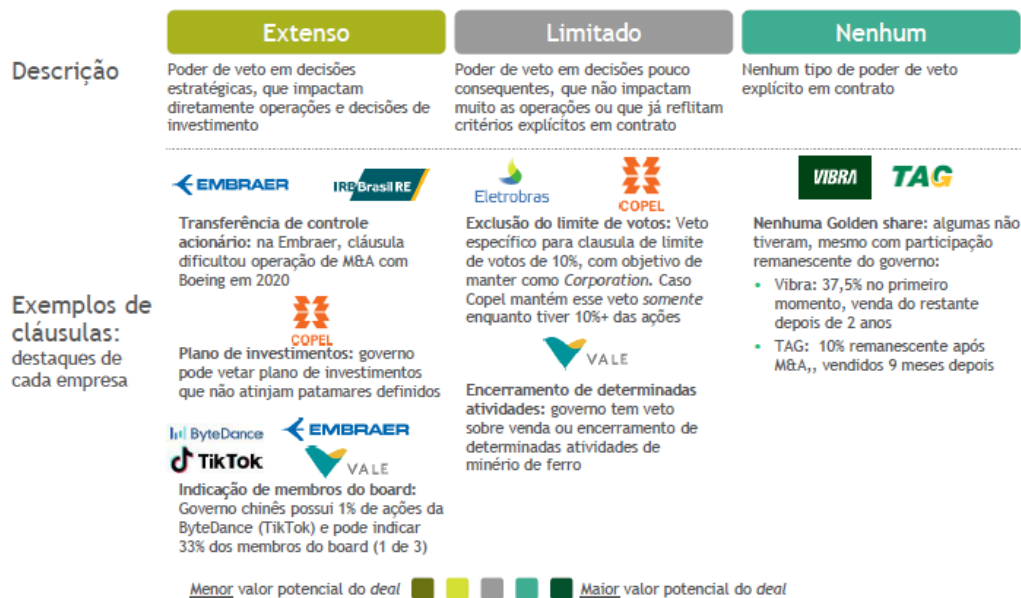 Extenso
Limitado
Nenhum
Descrição
Poder de veto em decisões
estratégicas, que impactam
diretamente operações e decisões de
investimento
Poder de veto em decisões pouco
consequentes, que não impactam
muito as operações ou que já reflitam
critérios explícitos em contrato
Nenhum tipo de poder de veto
explícito em contrato
Exemplos de
cláusulas:
destaques de
cada empresa
EMBRAER
IRB Brasil RE
Transferência de controle
acionário: na Embraer, cláusula
dificultou operação de M&A com
Boeing em 2020
COPEL
Plano de investimentos: governo
pode vetar plano de investimentos
que não atinjam patamares definidos
ByteDance
EMBRAER
TikTok
VALE
Indicação de membros do board:
Governo chinês possui 1% de ações da
ByteDance (TikTok) e pode indicar
33% dos membros do board (1 de 3)
Eletrobras
COPEL
Exclusão do limite de votos: Veto
específico para clausula de limite
de votos de 10%, com objetivo de
manter como Corporation. Caso
Copel mantém esse veto somente
enquanto tiver 10%+ das ações
VALE
Encerramento de determinadas
atividades: governo tem veto
sobre venda ou encerramento de
determinadas atividades de
minério de ferro
VIBRA
TAG
Nenhuma Golden share: algumas não
tiveram, mesmo com participação
remanescente do governo:
• Vibra: 37,5% no primeiro
momento, venda do restante
depois de 2 anos
• TAG: 10% remanescente após
M&A,, vendidos 9 meses depois
Menor valor potencial do deal
Maior valor potencial do deal